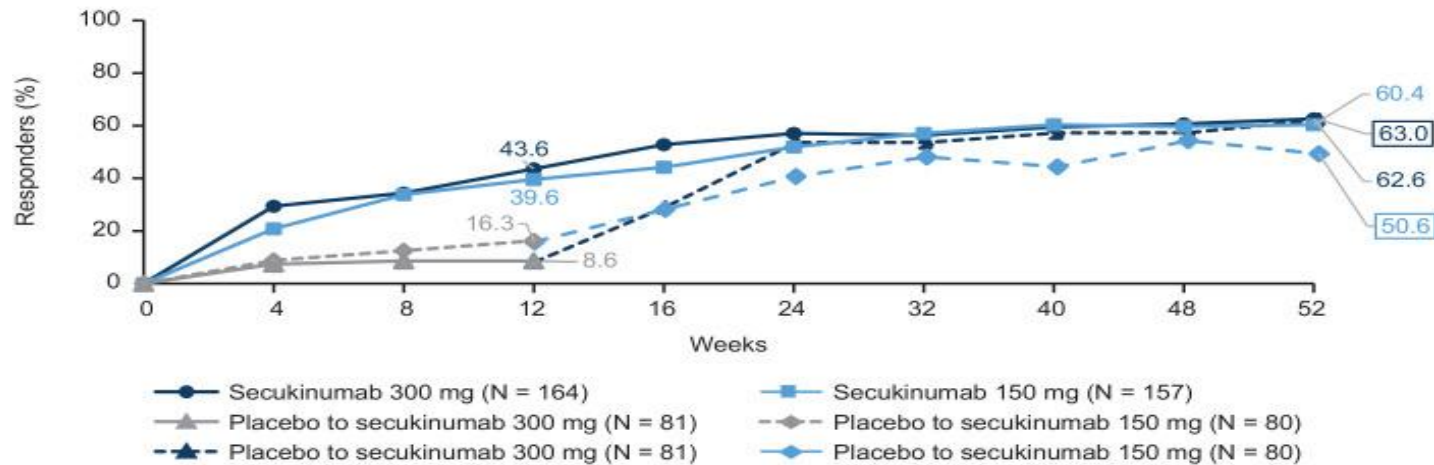 100
80
60
40
20
0
Responders (%)
43.6
39.6
16.3
8.6
60.4
63.0
62.6
50.6
0 4 8 12 16 24 32 40 48 52
Weeks
Secukinumab 300 mg (N = 164)
Secukinumab 150 mg (N = 157)
Placebo to secukinumab 300 mg (N = 81)
Placebo to secukinumab 150 mg (N = 80)
Placebo to secukinumab 300 mg (N = 81)
Placebo to secukinumab 150 mg (N = 80)